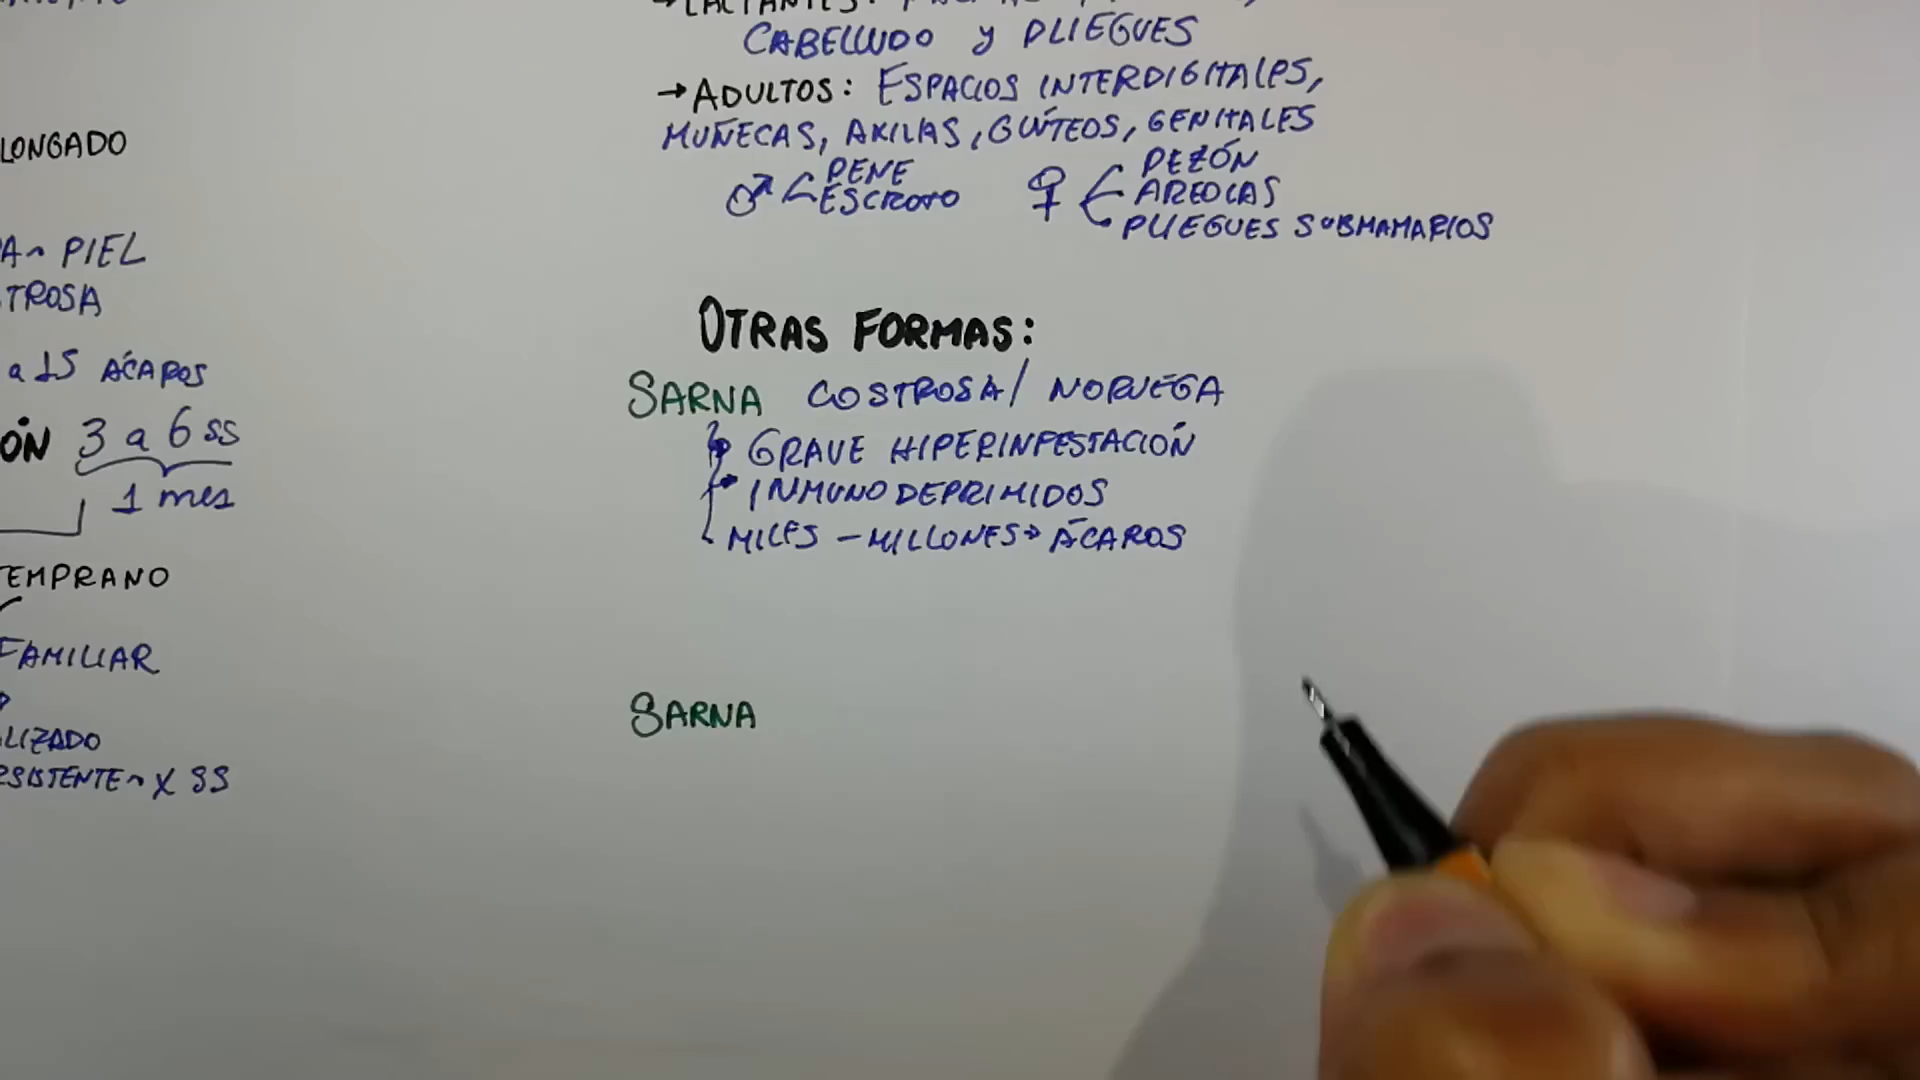 LACTANTES:
CABELLUDO y PLIEGUES
→ADULTOS: ESPACIOS INTERDIGITALES,
MUÑECAS, AXILAS, GLÚTEOS, GENITALES
♂ PENE
ESCROTO
♀ PEZÓN
AREOLAS
PLIEGUES SUBMAMARIOS
OTRAS FORMAS:
SARNA COSTROSA/ NORUEGA
GRAVE HIPERINFESTACIÓN
INMUNODEPRIMIDOS
MILES - MILLONES→ ÁCAROS
SARNA
LONGADO
PIEL
TROSA
a 15 ÁCAROS
ÓN 3 a 6 ss
1 mes
TEMPRANO
FAMILIAR
LIZADO
RSISTENTE~ X SS